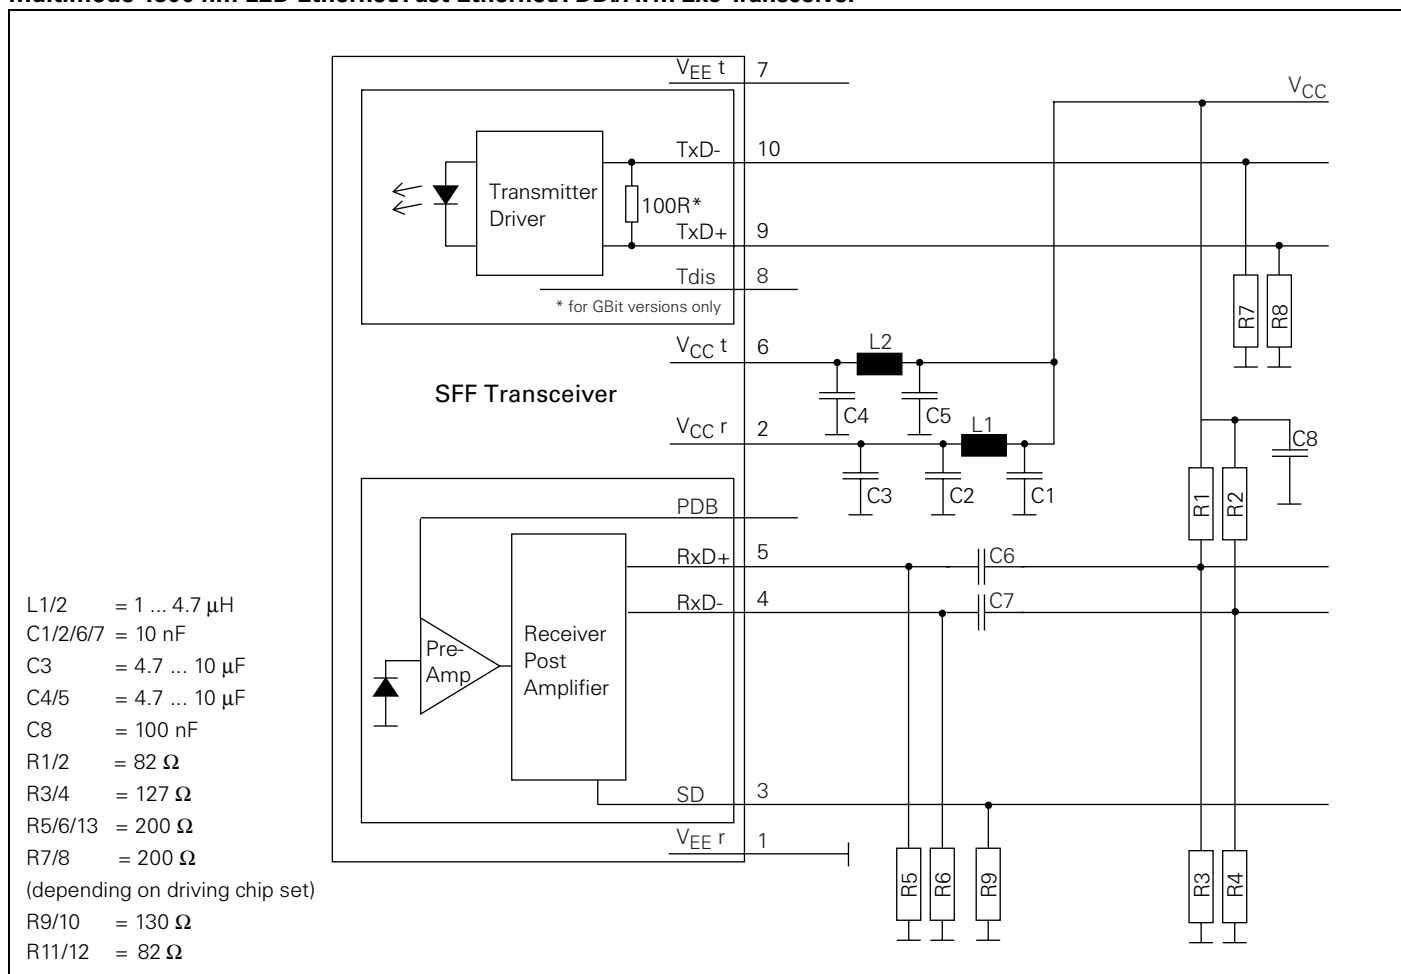 Multimode 1300 nm LED Ethernet/Fast Ethernet/FDDI/ATM 2x5 Transceiver
VEE t 7
VCC
TxD- 10
Transmitter
Driver
100R*
TxD+ 9
Tdis 8
* for GBit versions only
R7
R8
VCC t 6
L2
SFF Transceiver
C4
C5
VCC r 2
L1
C8
C3
C2
C1
R1
R2
PDB
RxD+ 5
C6
RxD- 4
C7
Pre-
Amp
Receiver
Post
Amplifier
SD 3
VEE r 1
R5
R6
R9
R3
R4
L1/2 = 1 ... 4.7 μH
C1/2/6/7 = 10 nF
C3 = 4.7 ... 10 μF
C4/5 = 4.7 ... 10 μF
C8 = 100 nF
R1/2 = 82 Ω
R3/4 = 127 Ω
R5/6/13 = 200 Ω
R7/8 = 200 Ω
(depending on driving chip set)
R9/10 = 130 Ω
R11/12 = 82 Ω